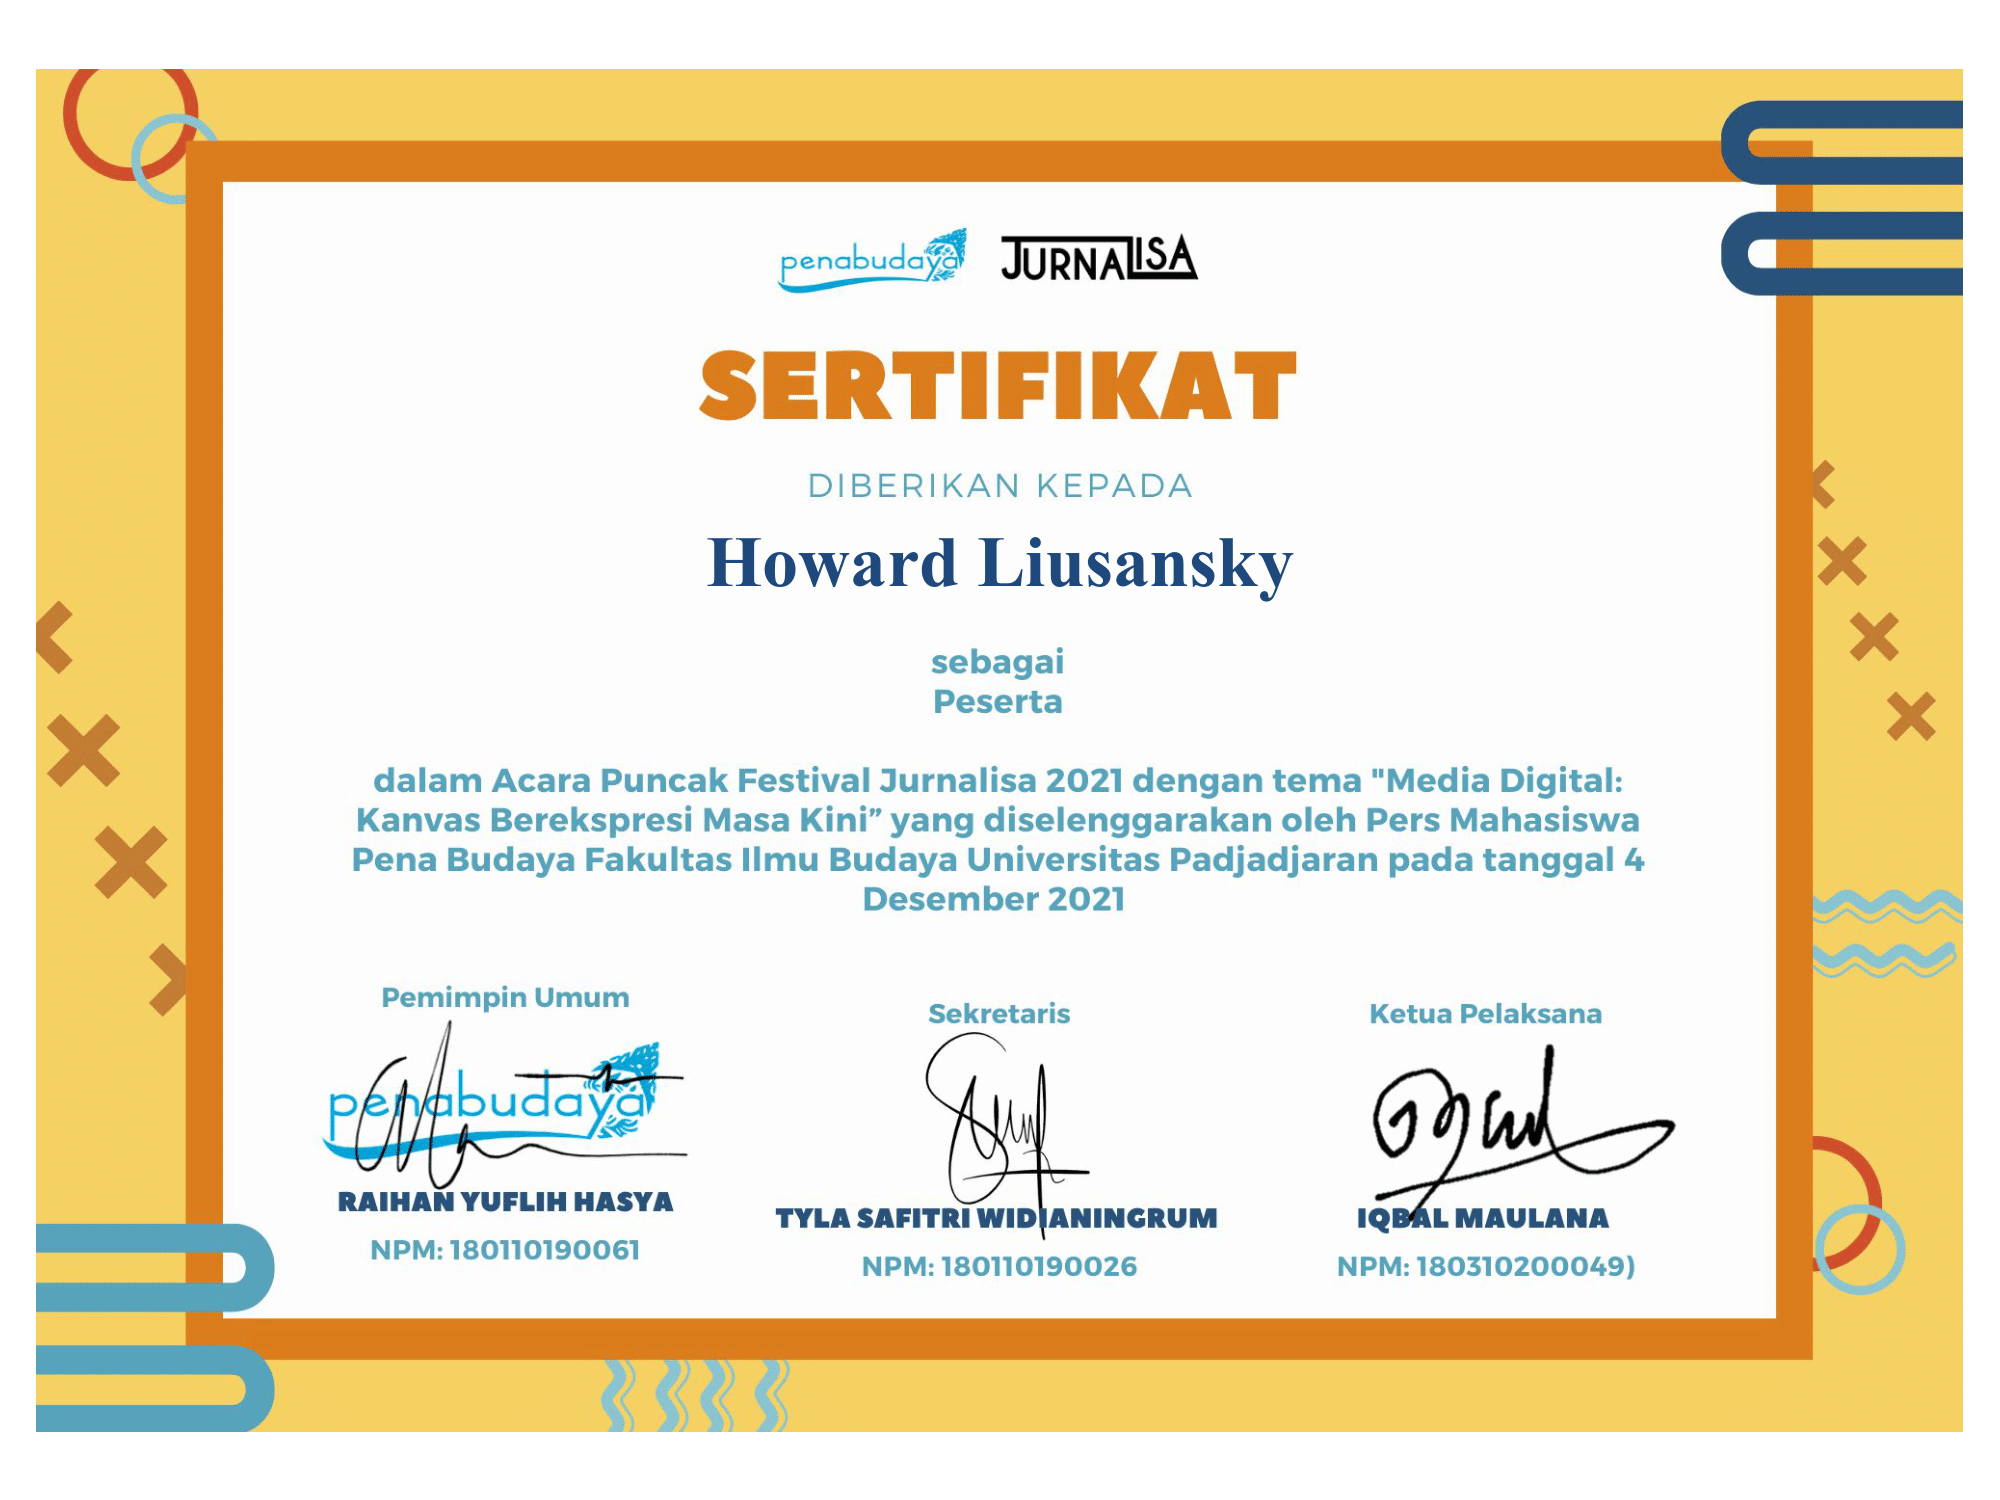 penabudaya JURNALISA
SERTIFIKAT
DIBERIKAN KEPADA
Howard Liusansky
sebagai
Peserta
dalam Acara Puncak Festival Jurnalisa 2021 dengan tema "Media Digital:
Kanvas Berekspresi Masa Kini” yang diselenggarakan oleh Pers Mahasiswa
Pena Budaya Fakultas Ilmu Budaya Universitas Padjadjaran pada tanggal 4
Desember 2021
Pemimpin Umum
penabudaya
RAIHAN YUFLIH HASYA
NPM: 180110190061
Sekretaris
TYLA SAFITRI WIDIANINGRUM
NPM: 180110190026
Ketua Pelaksana
IQBAL MAULANA
NPM: 180310200049)